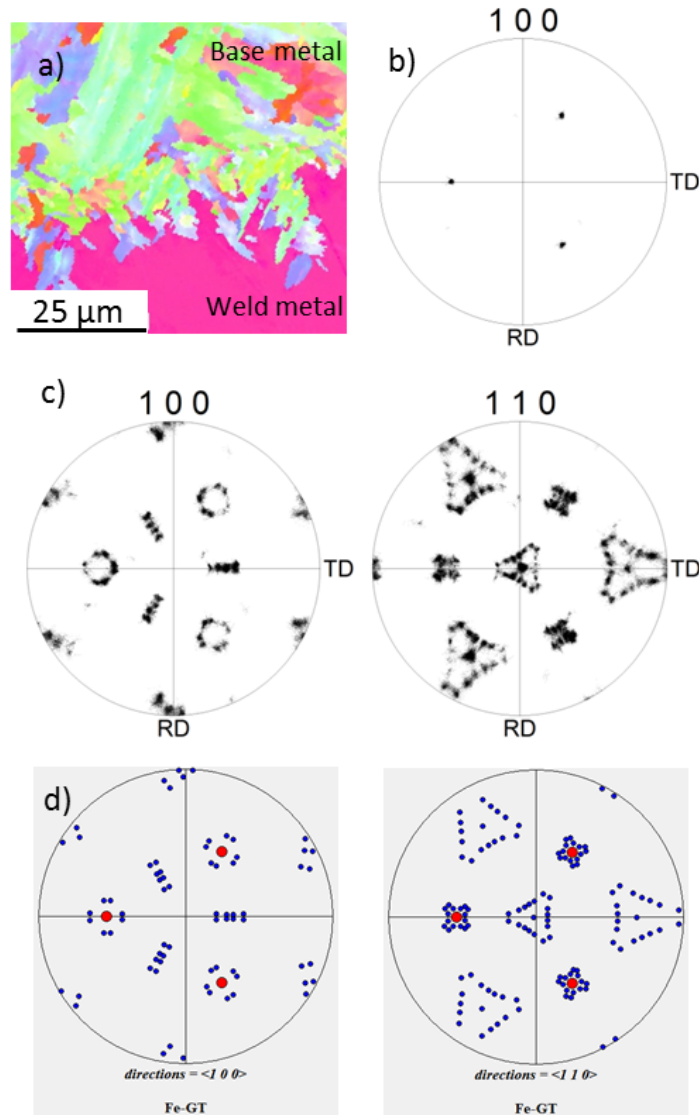 a)
Base metal
Weld metal
25 μm
b)
1 0 0
TD
RD
c)
1 0 0
TD
RD
1 1 0
TD
RD
d)
directions = <1 0 0>
Fe-GT
directions = <1 1 0>
Fe-GT